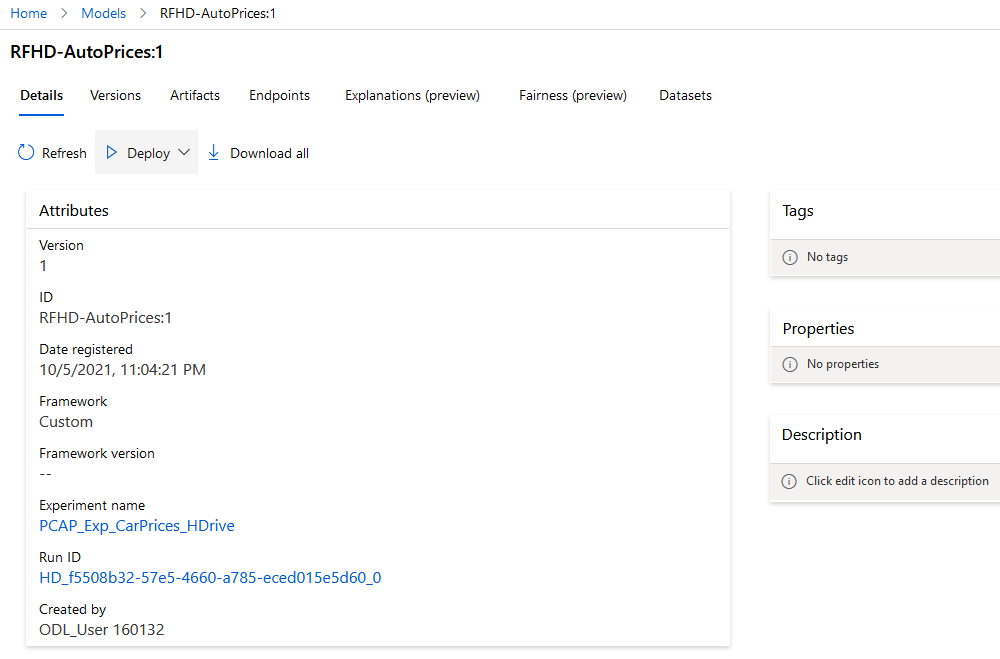 Home > Models > RFHD-AutoPrices:1
RFHD-AutoPrices:1
Details Versions Artifacts Endpoints Explanations (preview) Fairness (preview) Datasets
Refresh Deploy Download all
Attributes
Version
1
ID
RFHD-AutoPrices:1
Date registered
10/5/2021, 11:04:21 PM
Framework
Custom
Framework version
--
Experiment name
PCAP_Exp_CarPrices_HDrive
Run ID
HD_f5508b32-57e5-4660-a785-eced015e5d60_0
Created by
ODL_User 160132
Tags
No tags
Properties
No properties
Description
Click edit icon to add a description